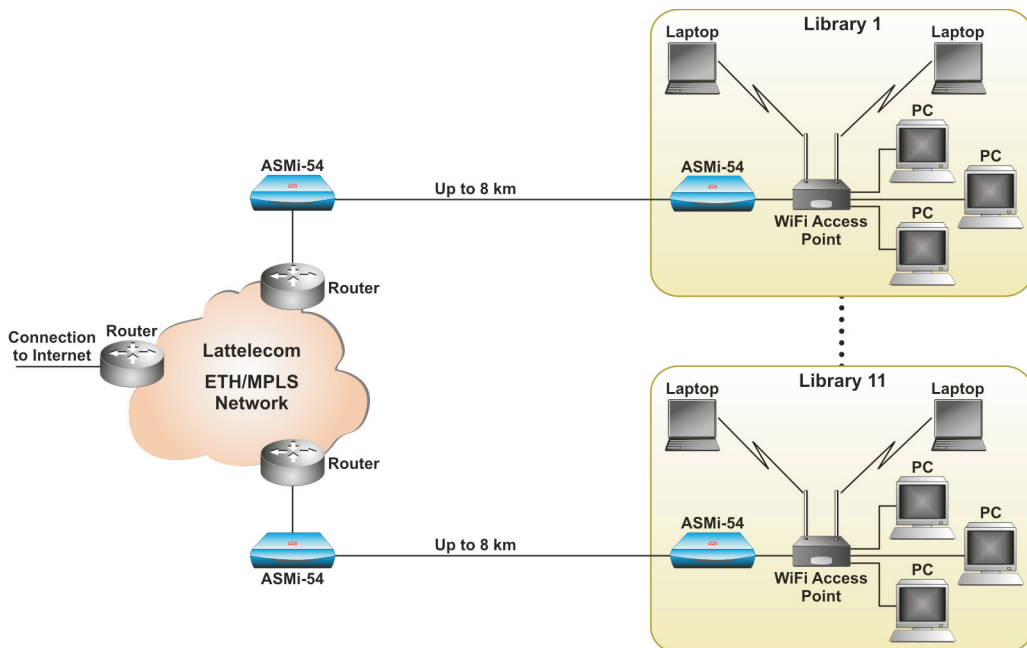 Library 1
Laptop
Laptop
PC
ASMi-54
ASMi-54
PC
Up to 8 km
WiFi Access
Point
PC
Router
Connection
to Internet
Router
Lattelecom
ETH/MPLS
Network
Library 11
Laptop
Laptop
Router
PC
ASMi-54
PC
Up to 8 km
ASMi-54
WiFi Access
Point
PC